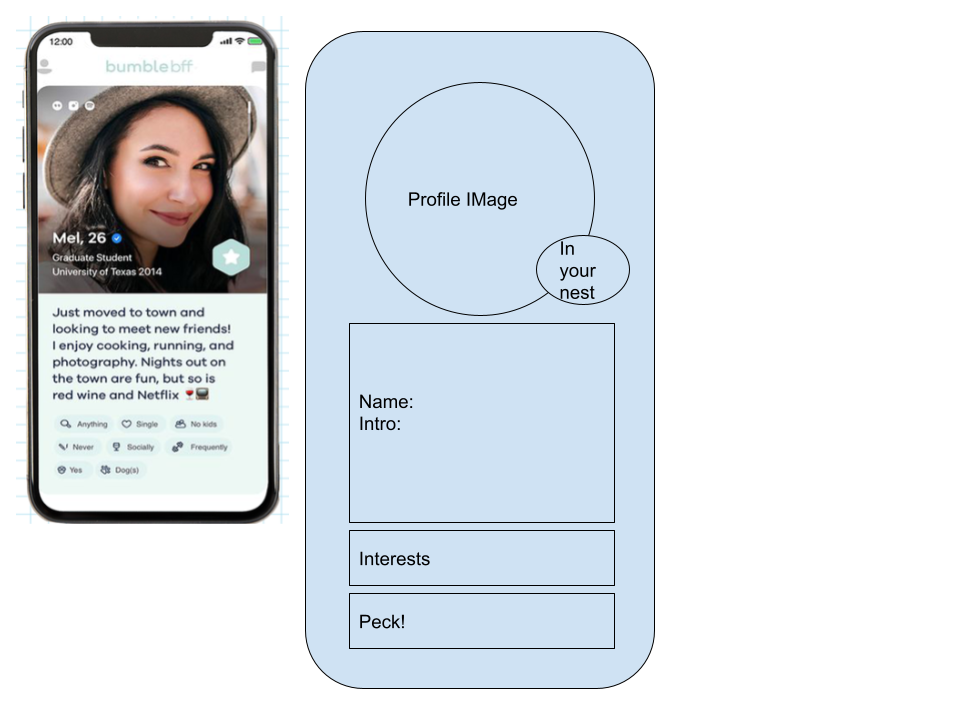 12:00
bumble bff
Mel, 26
Graduate Student
University of Texas 2014
Just moved to town and
looking to meet new friends!
I enjoy cooking, running, and
photography. Nights out on
the town are fun, but so is
red wine and Netflix 🍷📺
Anything Single No kids
Never Socially Frequently
Yes Dog(s)
Profile IMage
In
your
nest
Name:
Intro:
Interests
Peck!